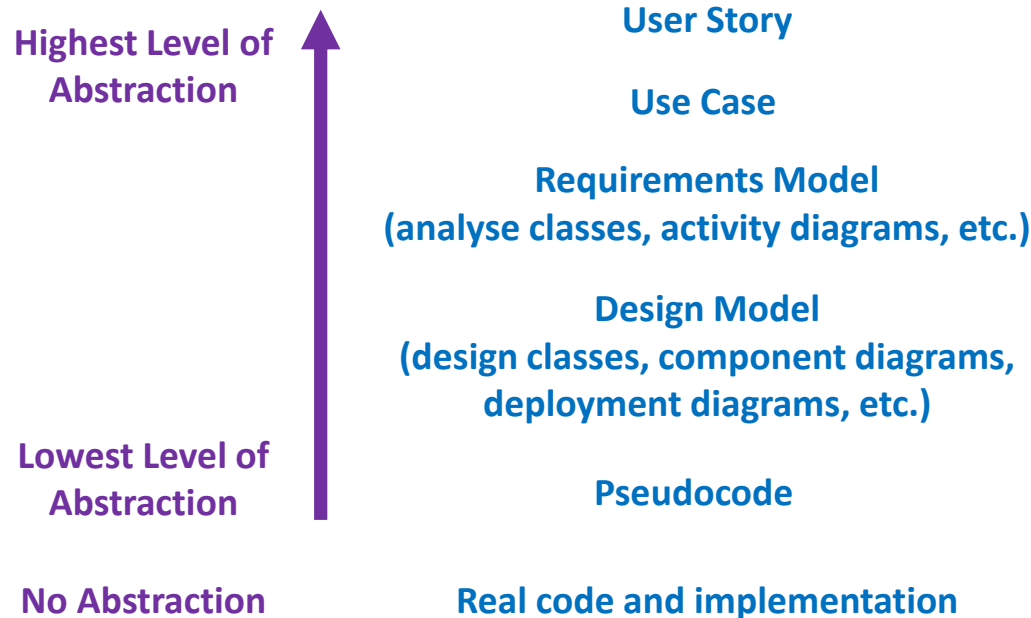 Highest Level of
Abstraction
User Story
Use Case
Requirements Model
(analyse classes, activity diagrams, etc.)
Design Model
(design classes, component diagrams,
deployment diagrams, etc.)
Lowest Level of
Abstraction
Pseudocode
No Abstraction
Real code and implementation